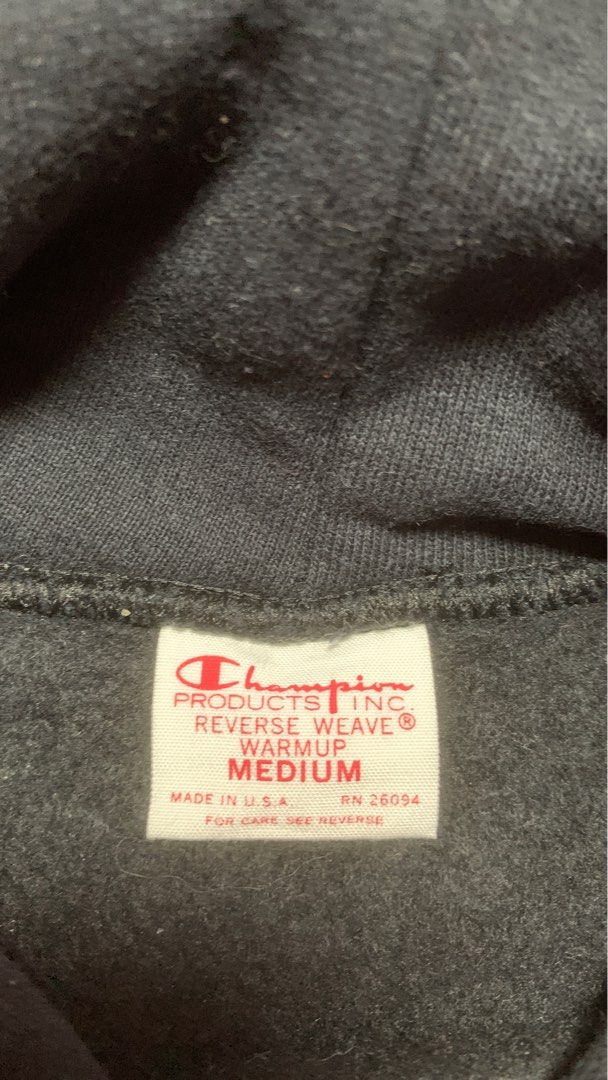 Champion
PRODUCTS INC.
REVERSE WEAVE®
WARMUP
MEDIUM
MADE IN U.S.A. RN 26094
FOR CARE SEE REVERSE